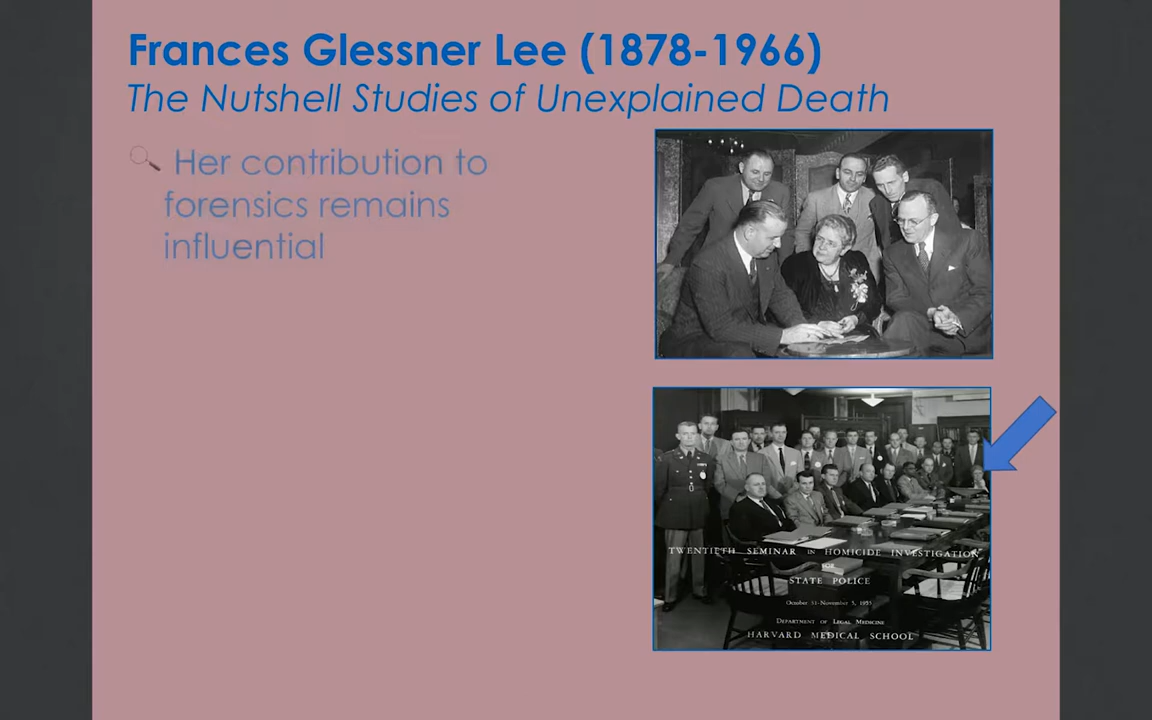 Frances Glessner Lee (1878-1966)
The Nutshell Studies of Unexplained Death
Her contribution to
forensics remains
influential
TWENTIETH SEMINAR IN HOMICIDE INVESTIGATION
FOR
STATE POLICE
October 31-November 5, 1955
DEPARTMENT OF LEGAL MEDICINE
HARVARD MEDICAL SCHOOL